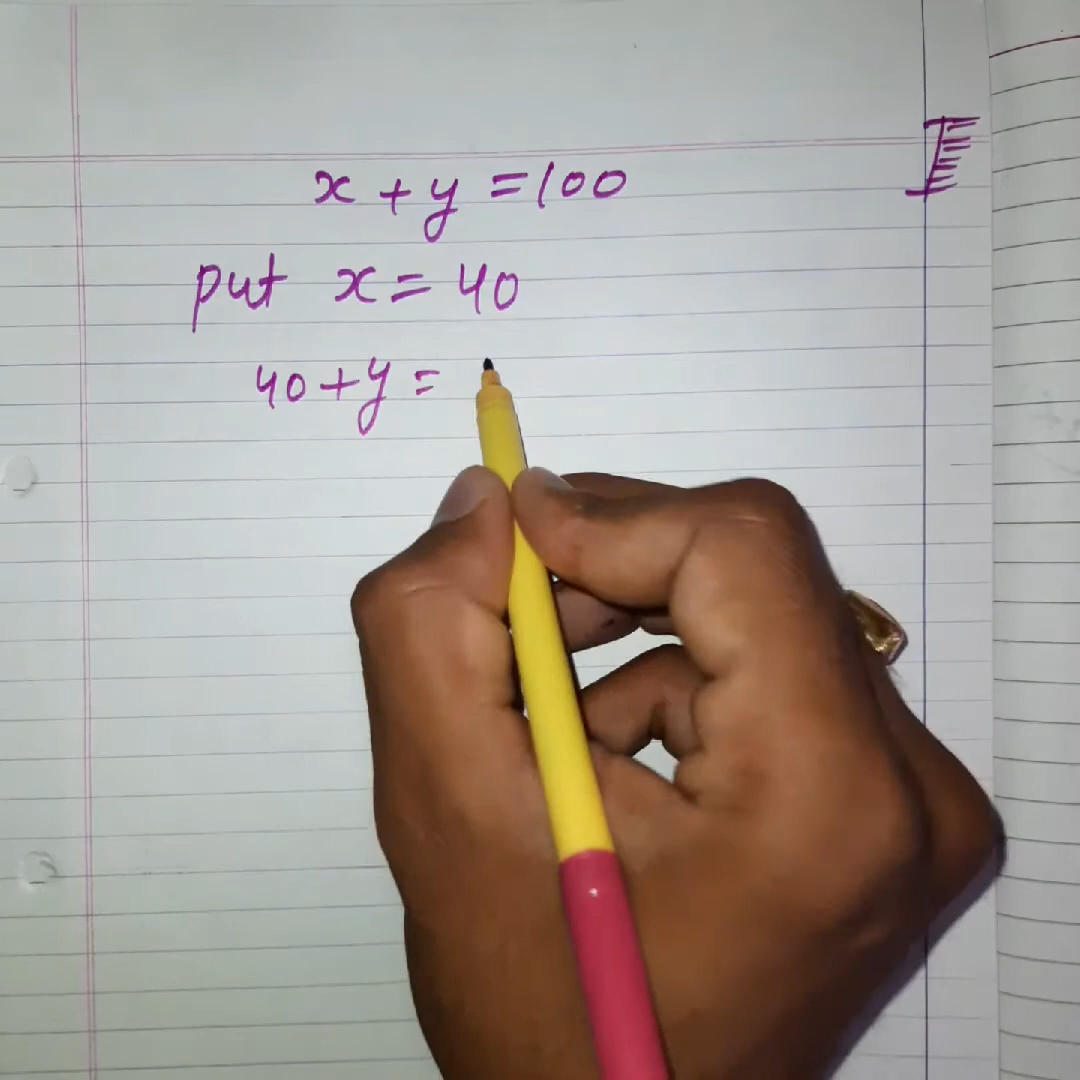 x + y = 100
put x = 40
40 + y =